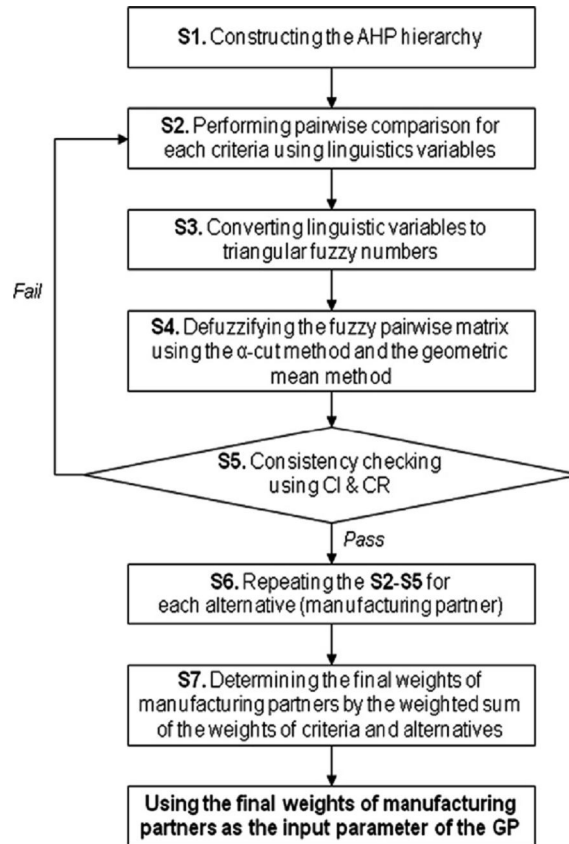 S1. Constructing the AHP hierarchy
S2. Performing pairwise comparison for
each criteria using linguistics variables
S3. Converting linguistic variables to
triangular fuzzy numbers
Fail
S4. Defuzzifying the fuzzy pairwise matrix
using the α-cut method and the geometric
mean method
S5. Consistency checking
using CI & CR
Pass
S6. Repeating the S2-S5 for
each alternative (manufacturing partner)
S7. Determining the final weights of
manufacturing partners by the weighted sum
of the weights of criteria and alternatives
Using the final weights of manufacturing
partners as the input parameter of the GP